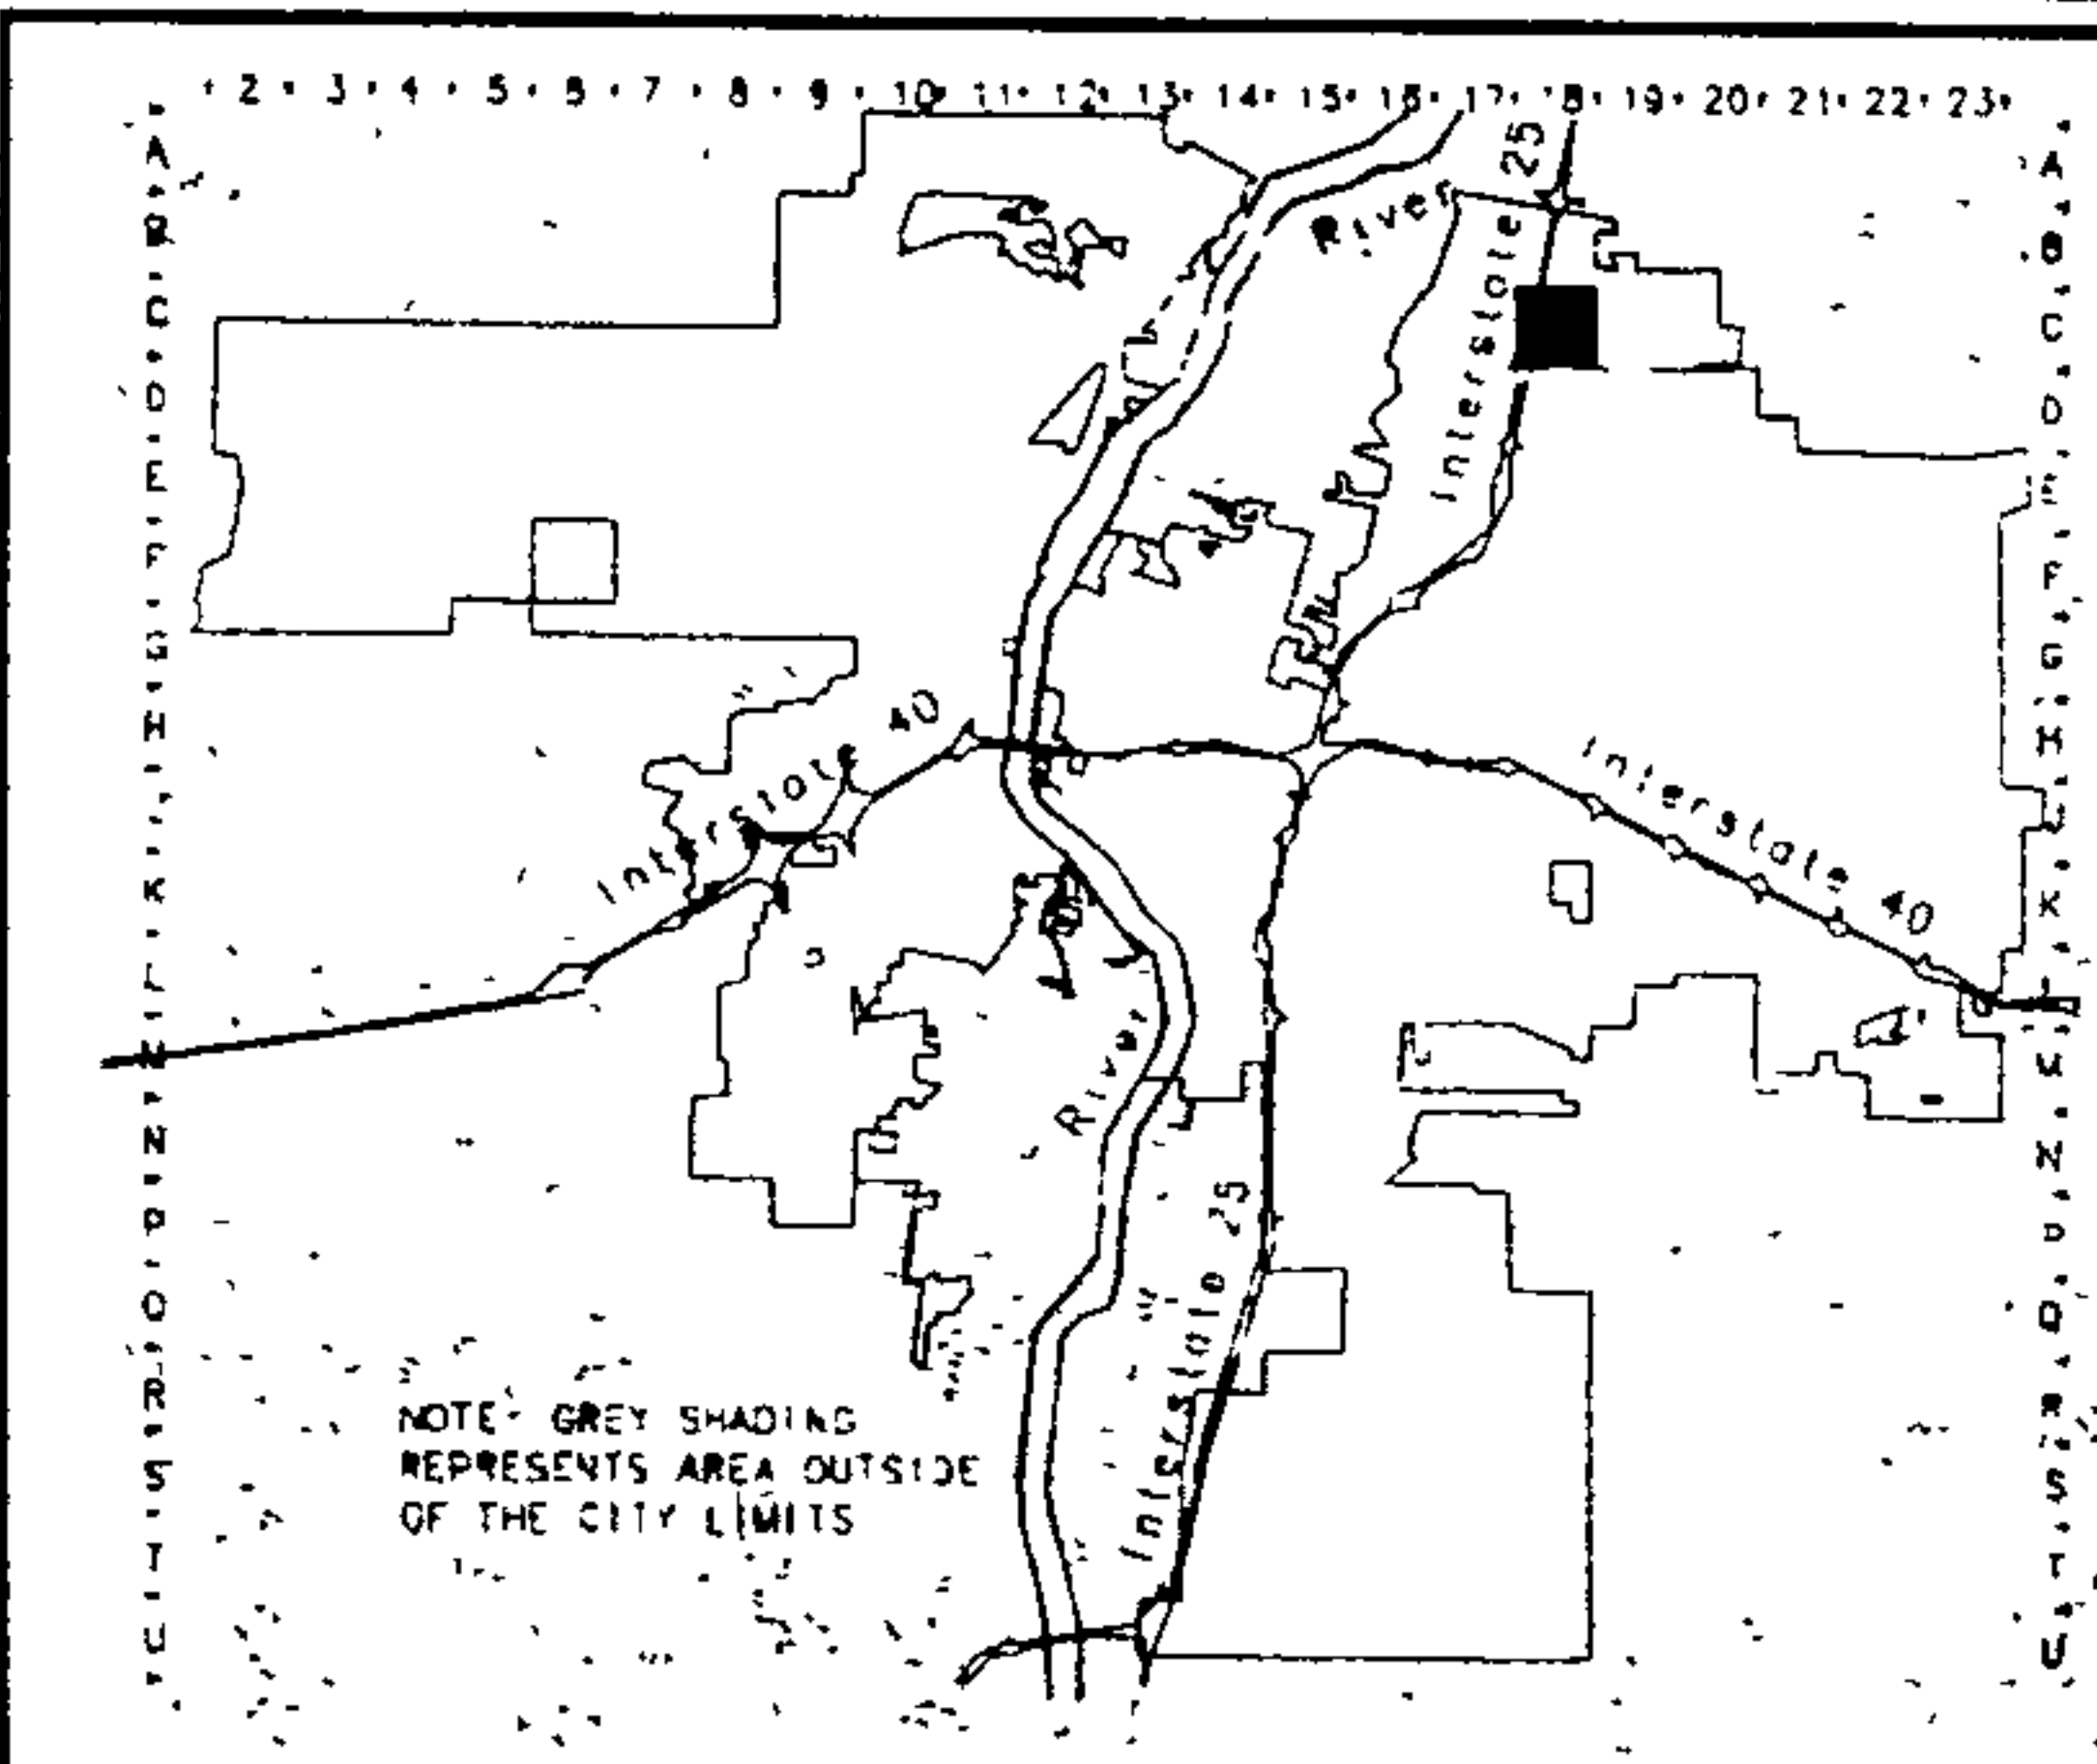 2 3 4 5 6 7 8 9 10 11 12 13 14 15 16 17 18 19 20 21 22 23
A A
B B
C C
D D
E E
F F
G G
H H
J J
K K
L L
M M
N N
P P
Q Q
R R
S S
T T
U U
River
Interstate 25
Interstate 40
Interstate 40
River
Interstate 25
NOTE- GREY SHADING
REPRESENTS AREA OUTSIDE
OF THE CITY LIMITS